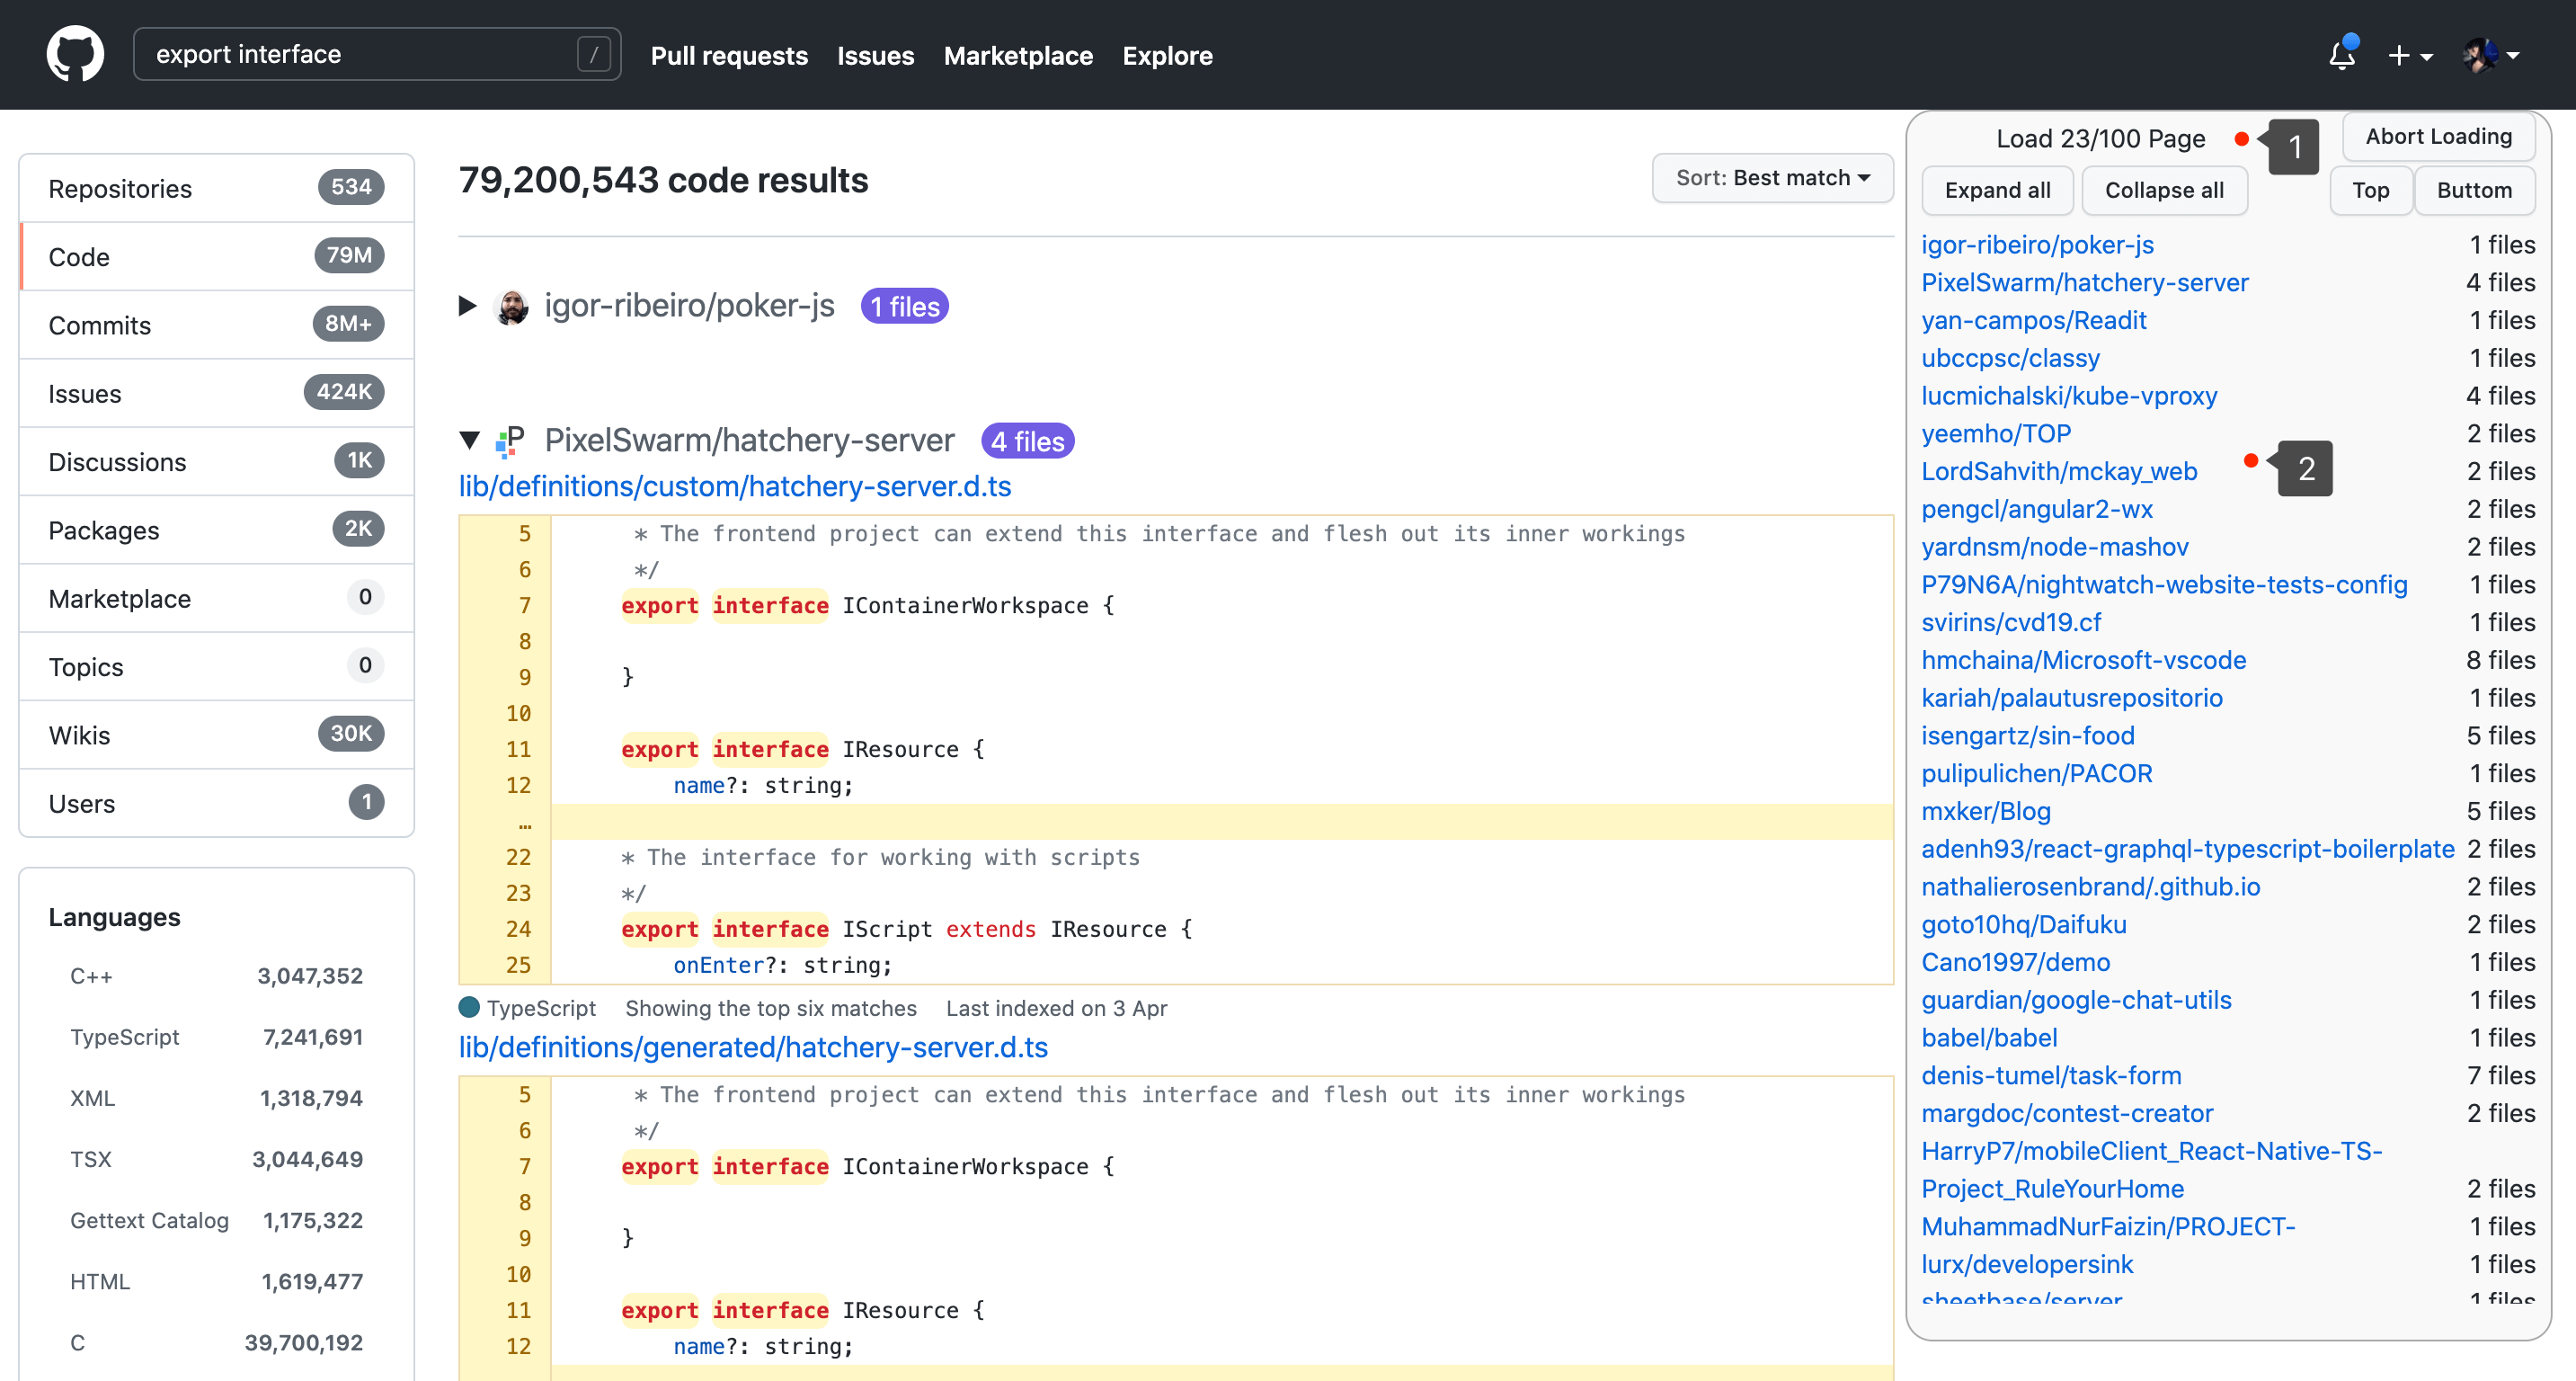 export interface /
Pull requests Issues Marketplace Explore
Repositories 534
Code 79M
Commits 8M+
Issues 424K
Discussions 1K
Packages 2K
Marketplace 0
Topics 0
Wikis 30K
Users 1
Languages
C++ 3,047,352
TypeScript 7,241,691
XML 1,318,794
TSX 3,044,649
Gettext Catalog 1,175,322
HTML 1,619,477
C 39,700,192
79,200,543 code results
Sort: Best match
igor-ribeiro/poker-js 1 files
PixelSwarm/hatchery-server 4 files
lib/definitions/custom/hatchery-server.d.ts
5 * The frontend project can extend this interface and flesh out its inner workings
6 */
7 export interface IContainerWorkspace {
8
9 }
10
11 export interface IResource {
12 name?: string;
…
22 * The interface for working with scripts
23 */
24 export interface IScript extends IResource {
25 onEnter?: string;
TypeScript Showing the top six matches Last indexed on 3 Apr
lib/definitions/generated/hatchery-server.d.ts
5 * The frontend project can extend this interface and flesh out its inner workings
6 */
7 export interface IContainerWorkspace {
8
9 }
10
11 export interface IResource {
12 name?: string;
Load 23/100 Page 1 Abort Loading
Expand all Collapse all Top Buttom
igor-ribeiro/poker-js 1 files
PixelSwarm/hatchery-server 4 files
yan-campos/Readit 1 files
ubccpsc/classy 1 files
lucmichalski/kube-vproxy 4 files
yeemho/TOP 2 files
LordSahvith/mckay_web 2 files
2
pengcl/angular2-wx 2 files
yardnsm/node-mashov 2 files
P79N6A/nightwatch-website-tests-config 1 files
svirins/cvd19.cf 1 files
hmchaina/Microsoft-vscode 8 files
kariah/palautusrepositorio 1 files
isengartz/sin-food 5 files
pulipulichen/PACOR 1 files
mxker/Blog 5 files
adenh93/react-graphql-typescript-boilerplate 2 files
nathalierosenbrand/.github.io 2 files
goto10hq/Daifuku 2 files
Cano1997/demo 1 files
guardian/google-chat-utils 1 files
babel/babel 1 files
denis-tumel/task-form 7 files
margdoc/contest-creator 2 files
HarryP7/mobileClient_React-Native-TS-
Project_RuleYourHome 2 files
MuhammadNurFaizin/PROJECT- 1 files
lurx/developersink 1 files
sheetbase/server 1 files